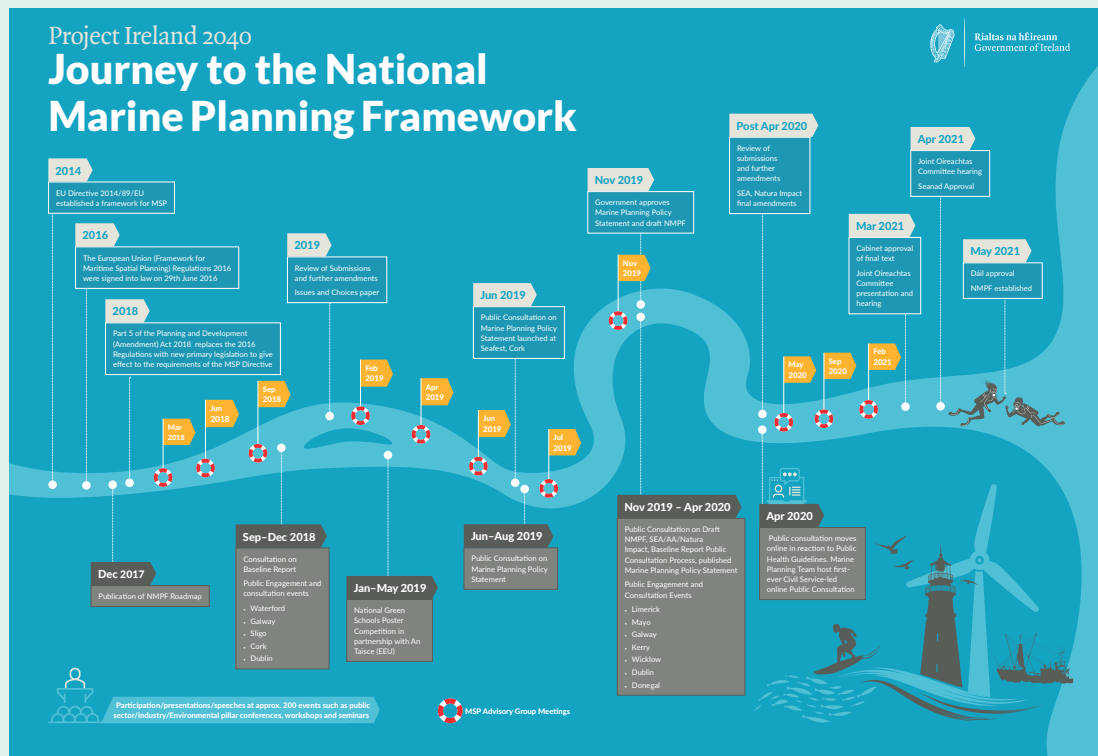 Project Ireland 2040
Journey to the National
Marine Planning Framework
Rialtas na hÉireann
Government of Ireland
2014
EU Directive 2014/89/EU
established a framework for MSP
2016
The European Union (Framework for
Maritime Spatial Planning) Regulations 2016
were signed into law on 29th June 2016
2018
Part 5 of the Planning and Development
(Amendment) Act 2018 replaces the 2016
Regulations with new primary legislation to give
effect to the requirements of the MSP Directive
2019
Review of Submissions
and further amendments
Issues and Choices paper
Jun 2019
Public Consultation on
Marine Planning Policy
Statement launched at
Seafest, Cork
Nov 2019
Government approves
Marine Planning Policy
Statement and draft NMPF
Post Apr 2020
Review of
submissions
and further
amendments
SEA, Natura Impact
final amendments
Mar 2021
Cabinet approval
of final text
Joint Oireachtas
Committee
presentation and
hearing
Apr 2021
Joint Oireachtas
Committee hearing
Seanad Approval
May 2021
Dáil approval
NMPF established
Mar
2018
Jun
2018
Sep
2018
Feb
2019
Apr
2019
Jun
2019
Jul
2019
Nov
2019
May
2020
Sep
2020
Feb
2021
Dec 2017
Publication of NMPF Roadmap
Sep–Dec 2018
Consultation on
Baseline Report
Public Engagement and
consultation events
• Waterford
• Galway
• Sligo
• Cork
• Dublin
Jan–May 2019
National Green
Schools Poster
Competition in
partnership with An
Taisce (EEU)
Jun–Aug 2019
Public Consultation on
Marine Planning Policy
Statement
Nov 2019 – Apr 2020
Public Consultation on Draft
NMPF, SEA/AA/Natura
Impact, Baseline Report Public
Consultation Process, published
Marine Planning Policy Statement
Public Engagement and
Consultation Events
• Limerick
• Mayo
• Galway
• Kerry
• Wicklow
• Dublin
• Donegal
Apr 2020
Public consultation moves
online in reaction to Public
Health Guidelines. Marine
Planning Team host first-
ever Civil Service-led
online Public Consultation
Participation/presentations/speeches at approx. 200 events such as public
sector/industry/Environmental pillar conferences, workshops and seminars
MSP Advisory Group Meetings